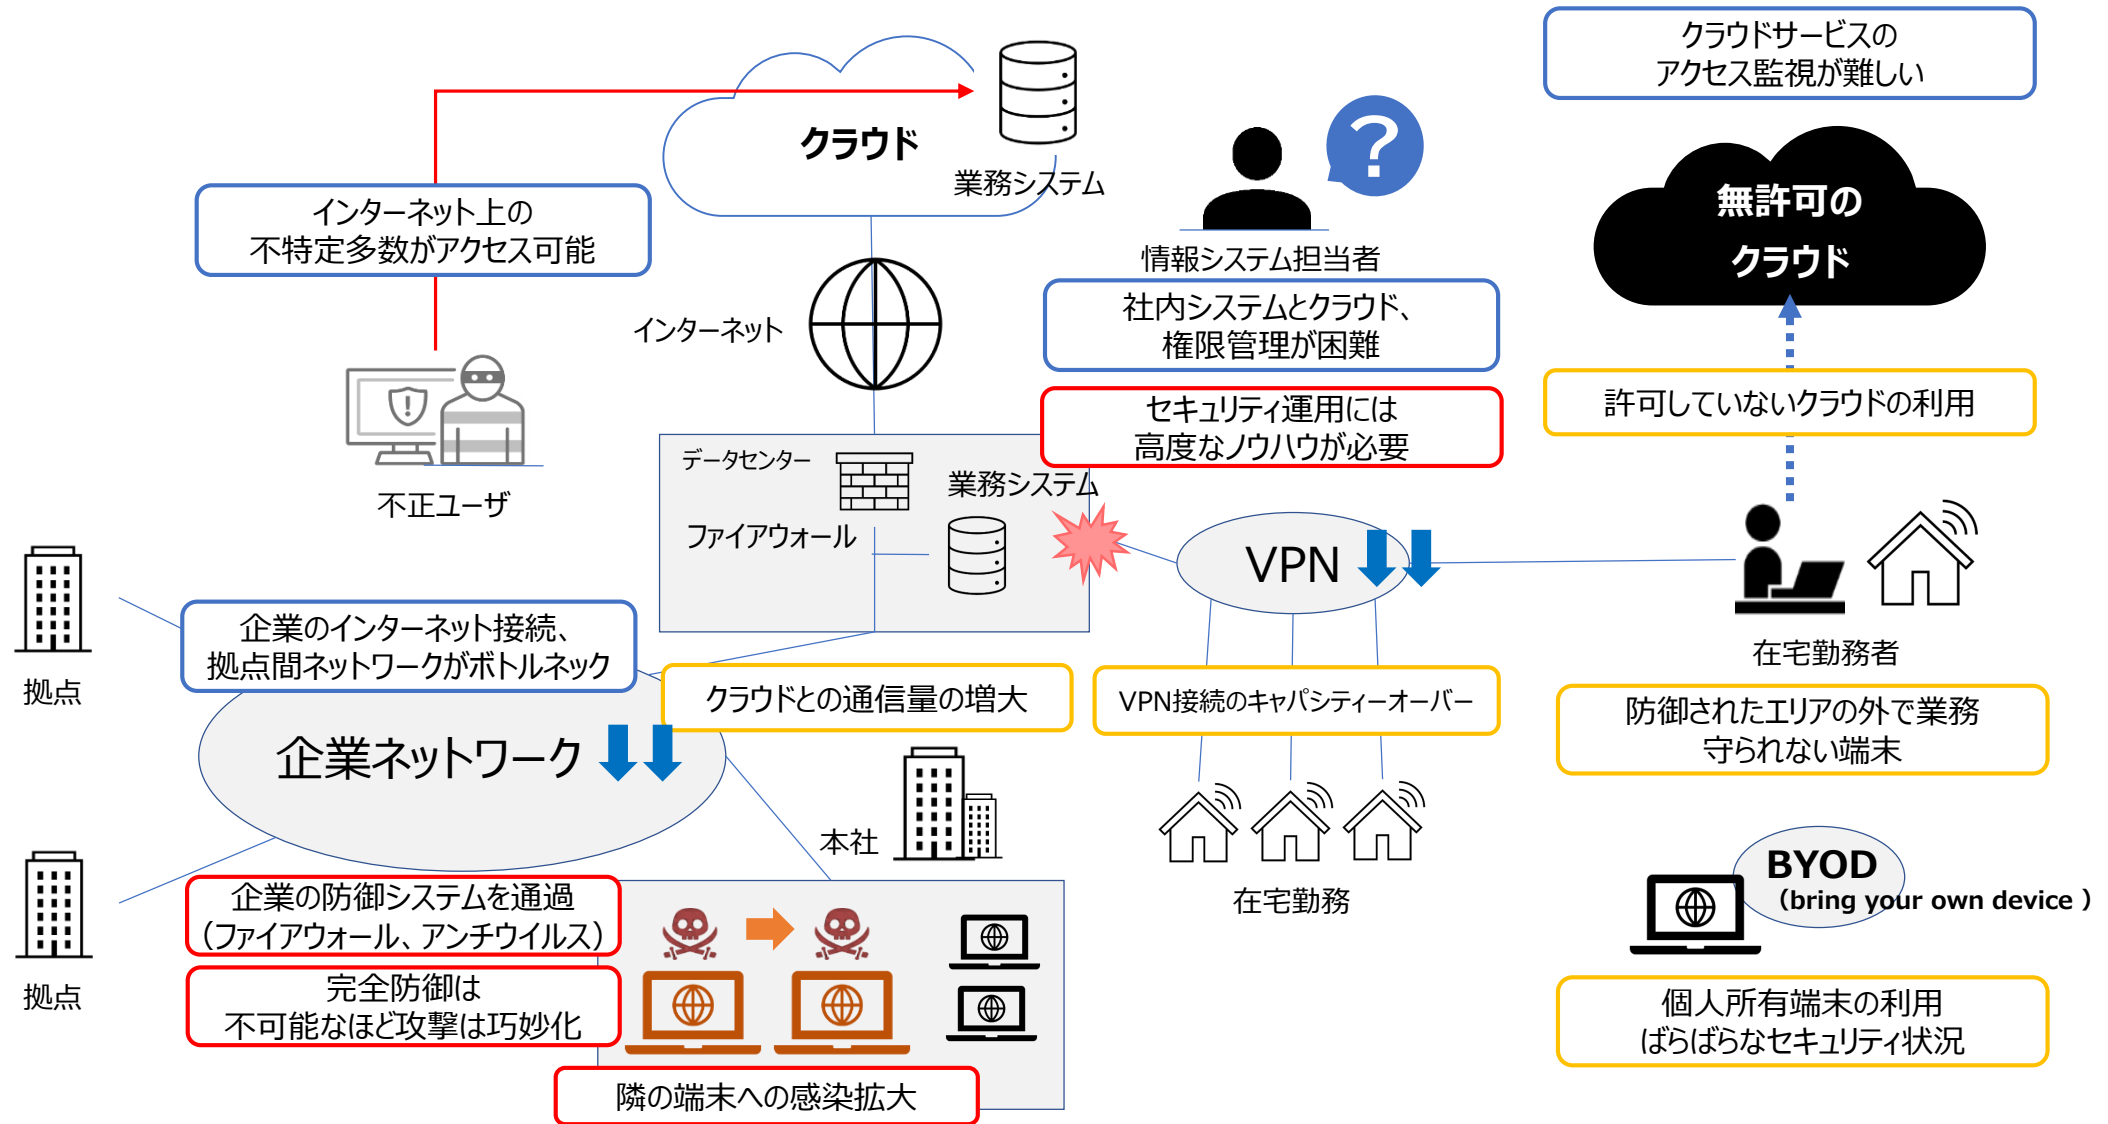 クラウドサービスの
アクセス監視が難しい
クラウド
業務システム
?
無許可の
クラウド
インターネット上の
不特定多数がアクセス可能
情報システム担当者
社内システムとクラウド、
権限管理が困難
インターネット
許可していないクラウドの利用
セキュリティ運用には
高度なノウハウが必要
不正ユーザ
データセンター
業務システム
ファイアウォール
VPN
在宅勤務者
拠点
企業のインターネット接続、
拠点間ネットワークがボトルネック
クラウドとの通信量の増大
VPN接続のキャパシティーオーバー
防御されたエリアの外で業務
守られない端末
企業ネットワーク
本社
在宅勤務
BYOD
(bring your own device )
拠点
企業の防御システムを通過
(ファイアウォール、アンチウイルス)
完全防御は
不可能なほど攻撃は巧妙化
個人所有端末の利用
ばらばらなセキュリティ状況
隣の端末への感染拡大